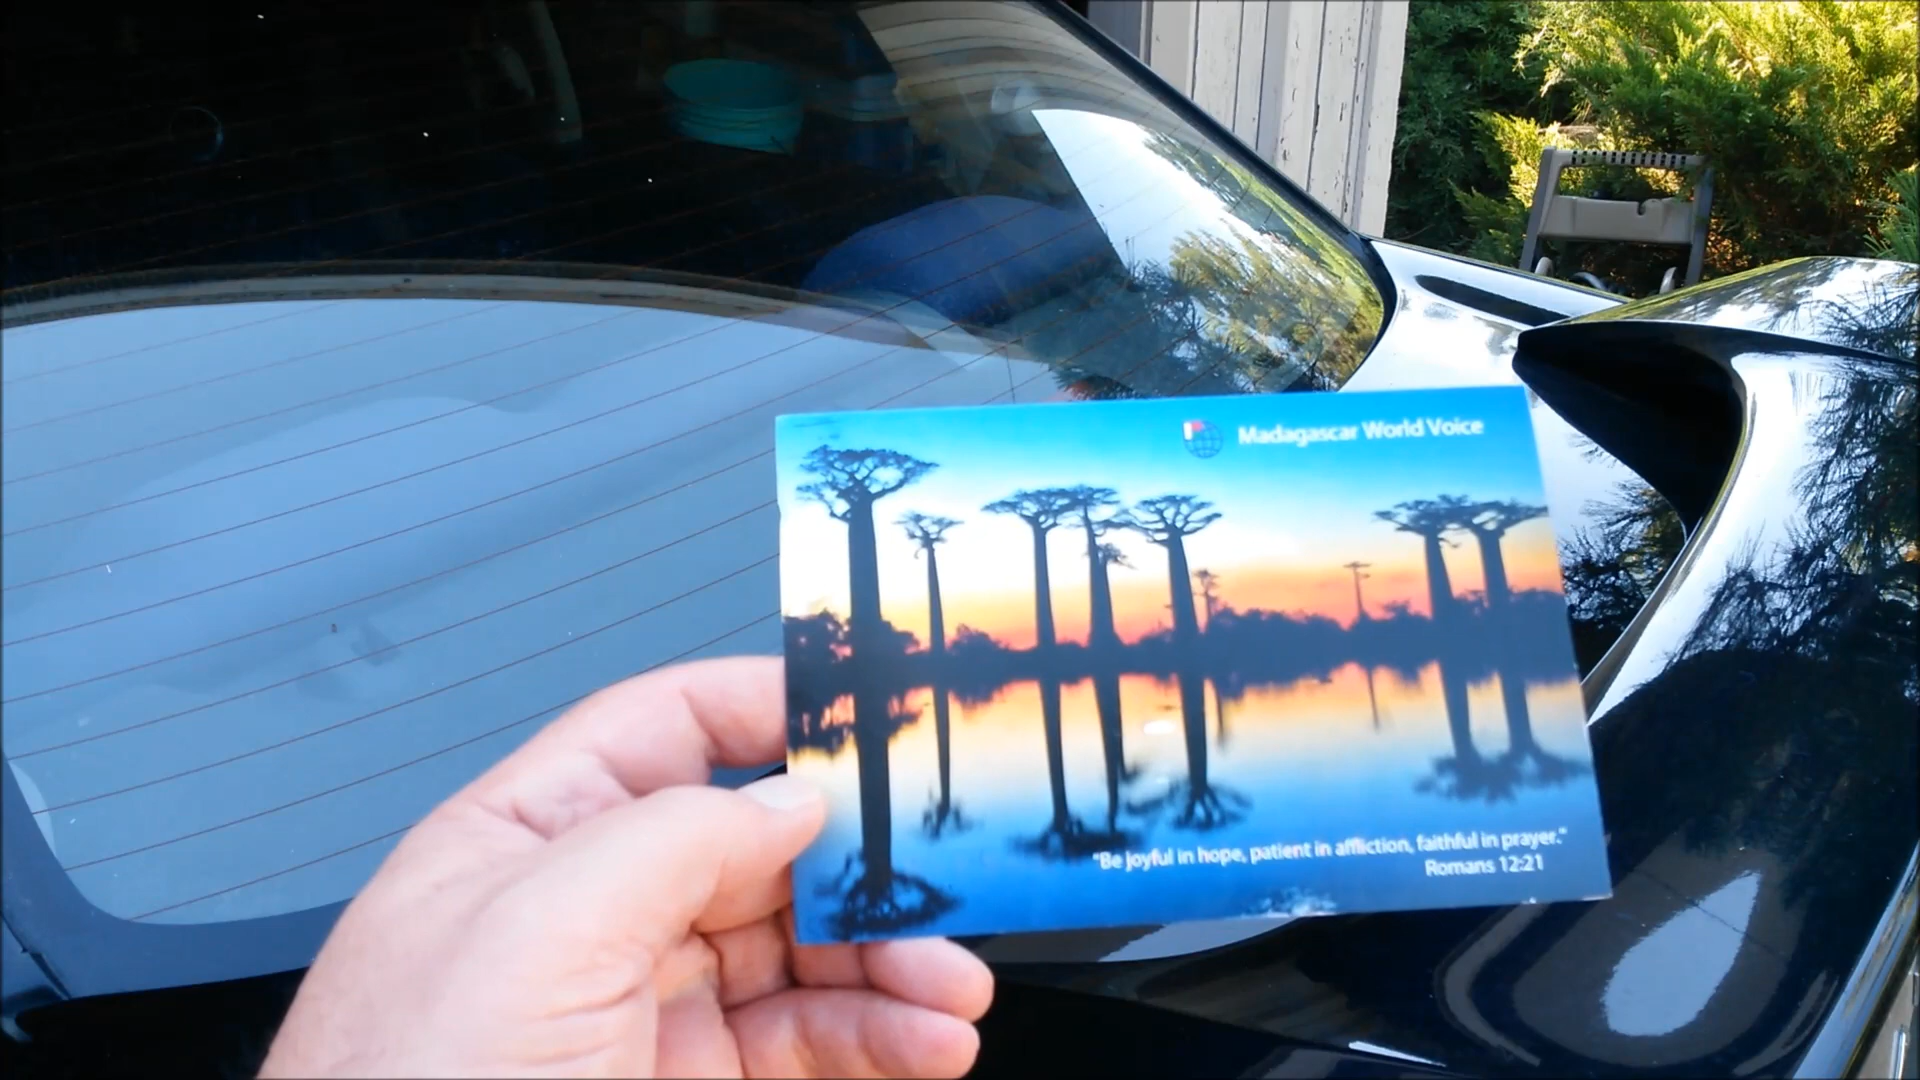 Madagascar World Voice
"Be joyful in hope, patient in affliction, faithful in prayer."
Romans 12:21